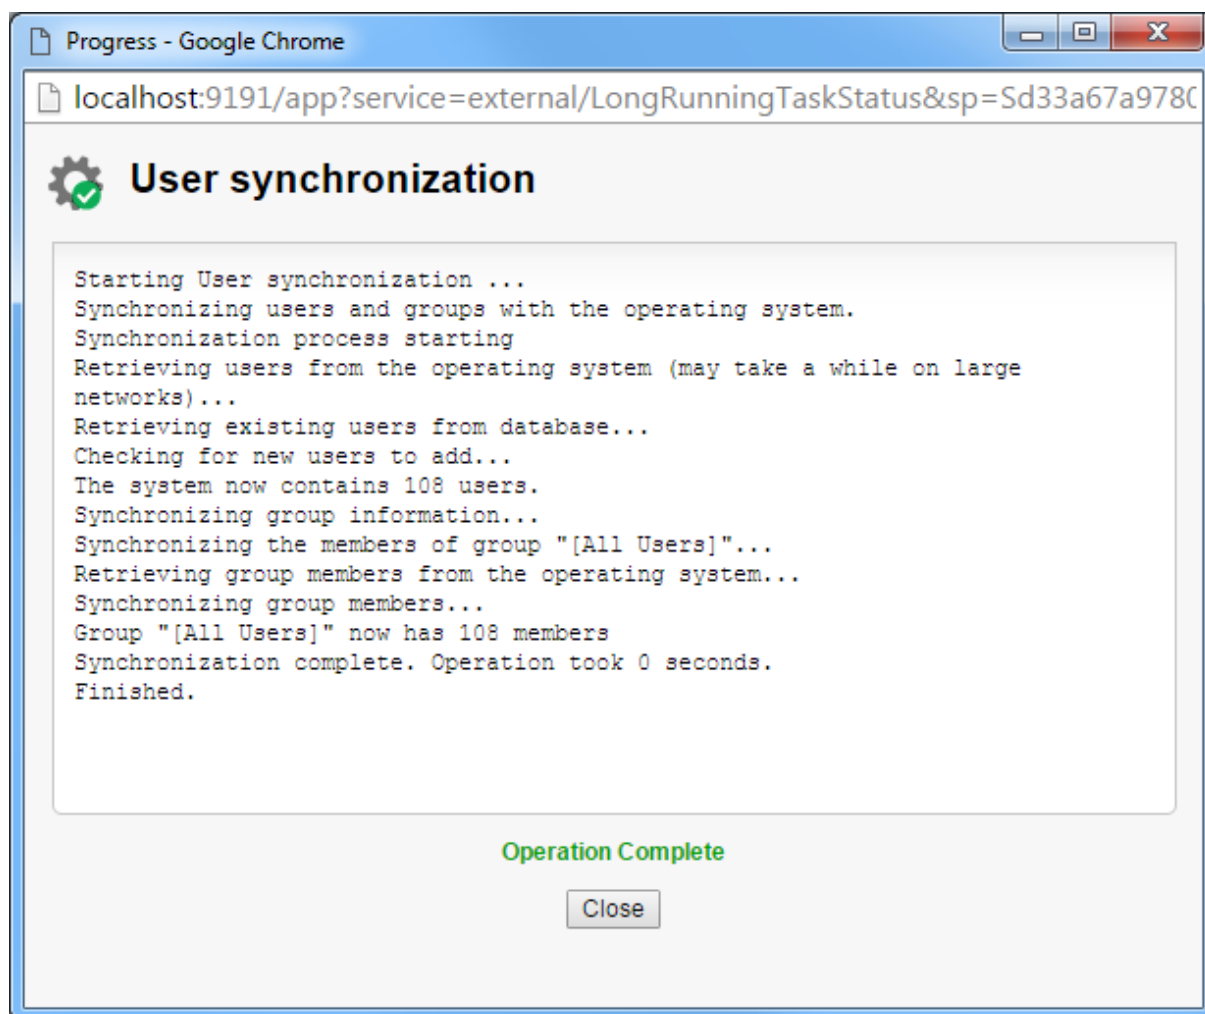 Progress - Google Chrome
localhost:9191/app?service=external/LongRunningTaskStatus&sp=Sd33a67a978
User synchronization
Starting User synchronization ...
Synchronizing users and groups with the operating system.
Synchronization process starting
Retrieving users from the operating system (may take a while on large
networks)...
Retrieving existing users from database...
Checking for new users to add...
The system now contains 108 users.
Synchronizing group information...
Synchronizing the members of group "[All Users]"...
Retrieving group members from the operating system...
Synchronizing group members...
Group "[All Users]" now has 108 members
Synchronization complete. Operation took 0 seconds.
Finished.
Operation Complete
Close